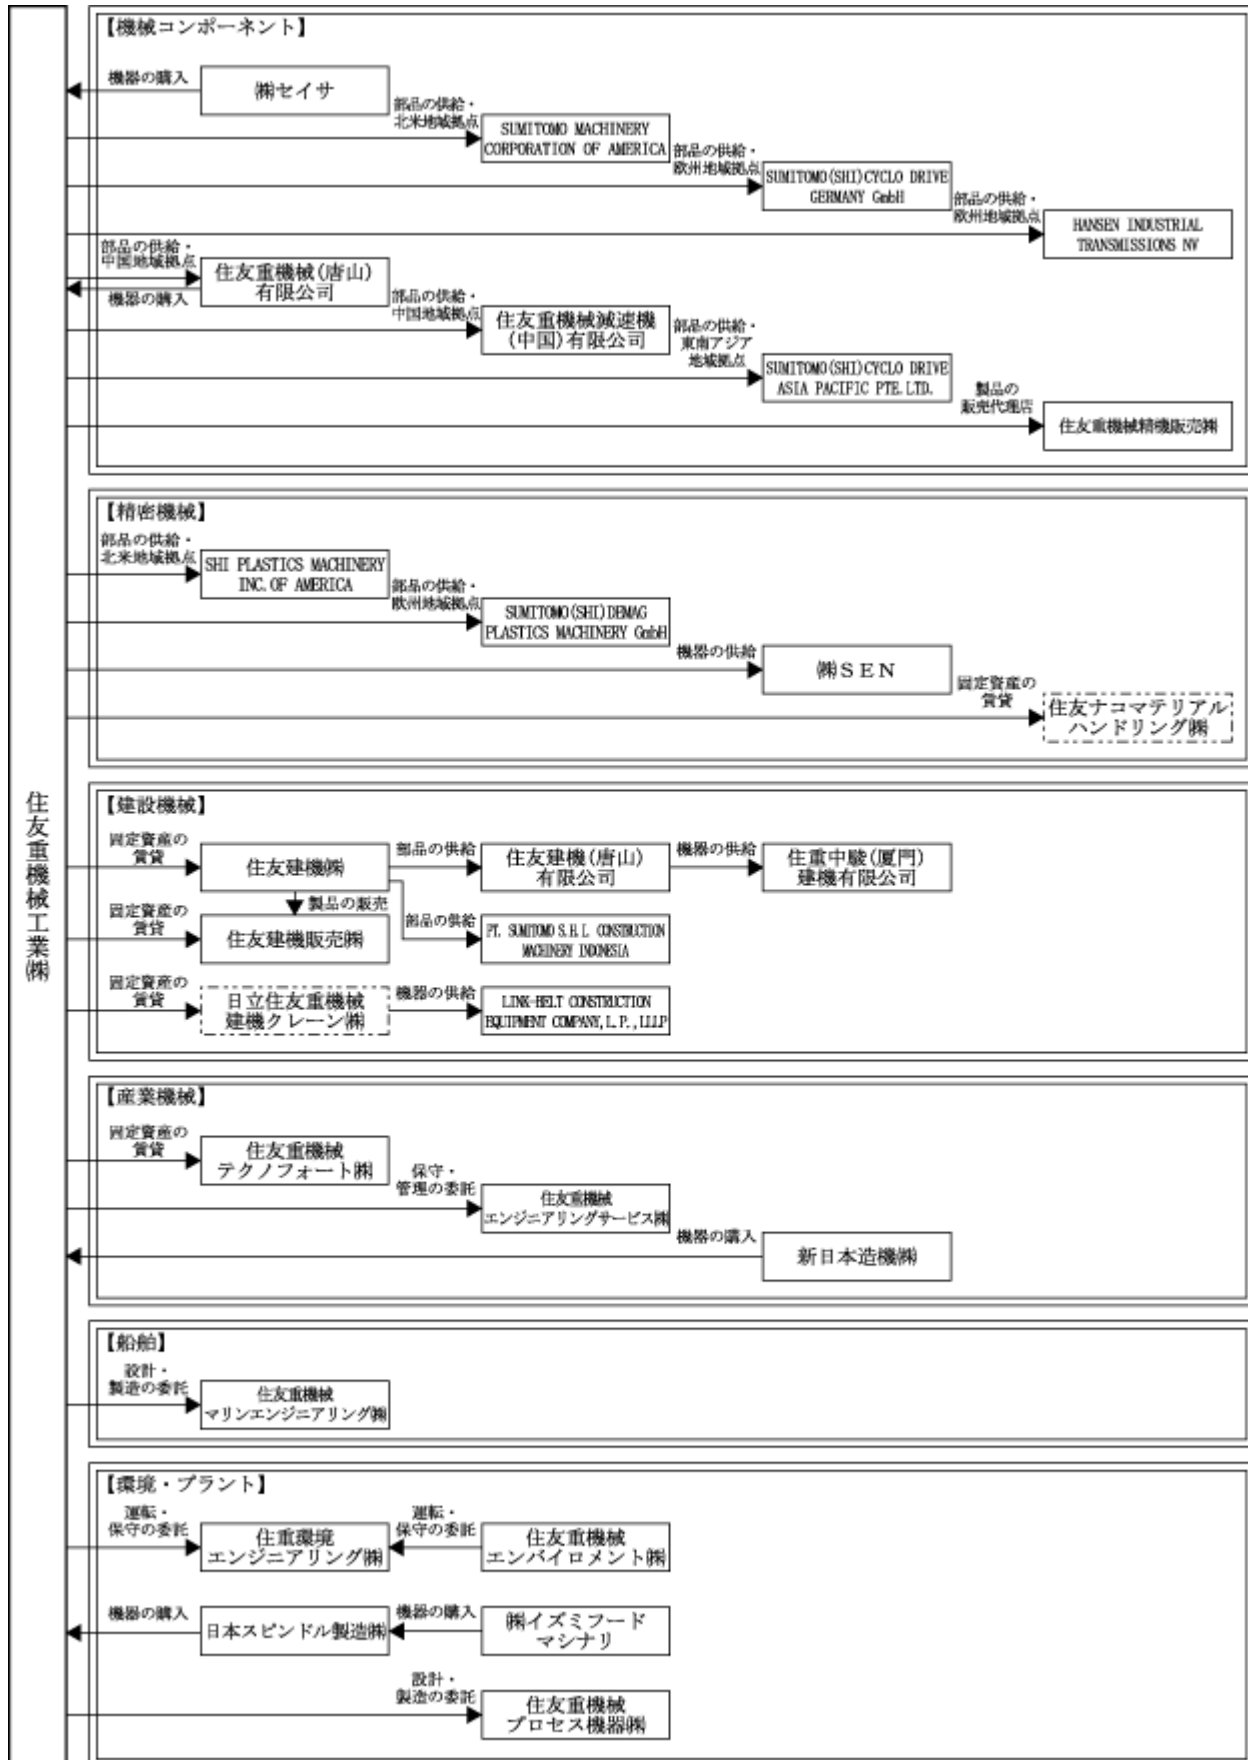 住友重機械工業㈱
【機械コンポーネント】
機器の購入
㈱セイサ
部品の供給・
北米地域拠点
SUMITOMO MACHINERY
CORPORATION OF AMERICA
部品の供給・
欧州地域拠点
SUMITOMO(SHI)CYCLO DRIVE
GERMANY GmbH
部品の供給・
欧州地域拠点
HANSEN INDUSTRIAL
TRANSMISSIONS NV
部品の供給・
中国地域拠点
機器の購入
住友重機械(唐山)
有限公司
部品の供給・
中国地域拠点
住友重機械減速機
(中国)有限公司
部品の供給・
東南アジア
地域拠点
SUMITOMO(SHI)CYCLO DRIVE
ASIA PACIFIC PTE.LTD.
製品の
販売代理店
住友重機械精機販売㈱
【精密機械】
部品の供給・
北米地域拠点
SHI PLASTICS MACHINERY
INC.OF AMERICA
部品の供給・
欧州地域拠点
SUMITOMO(SHI)DEMAG
PLASTICS MACHINERY GmbH
機器の供給
㈱ＳＥＮ
固定資産の
賃貸
住友ナコマテリアル
ハンドリング㈱
【建設機械】
固定資産の
賃貸
住友建機㈱
部品の供給
住友建機(唐山)
有限公司
機器の供給
住重中駿(厦門)
建機有限公司
製品の販売
固定資産の
賃貸
住友建機販売㈱
部品の供給
PT. SUMITOMO S.H.I. CONSTRUCTION
MACHINERY INDONESIA
固定資産の
賃貸
日立住友重機械
建機クレーン㈱
機器の供給
LINK-BELT CONSTRUCTION
EQUIPMENT COMPANY,L.P.,LLLP
【産業機械】
固定資産の
賃貸
住友重機械
テクノフォート㈱
保守・
管理の委託
住友重機械
エンジニアリングサービス㈱
機器の購入
新日本造機㈱
【船舶】
設計・
製造の委託
住友重機械
マリンエンジニアリング㈱
【環境・プラント】
運転・
保守の委託
住重環境
エンジニアリング㈱
運転・
保守の委託
住友重機械
エンバイロメント㈱
機器の購入
日本スピンドル製造㈱
機器の購入
㈱イズミフード
マシナリ
設計・
製造の委託
住友重機械
プロセス機器㈱